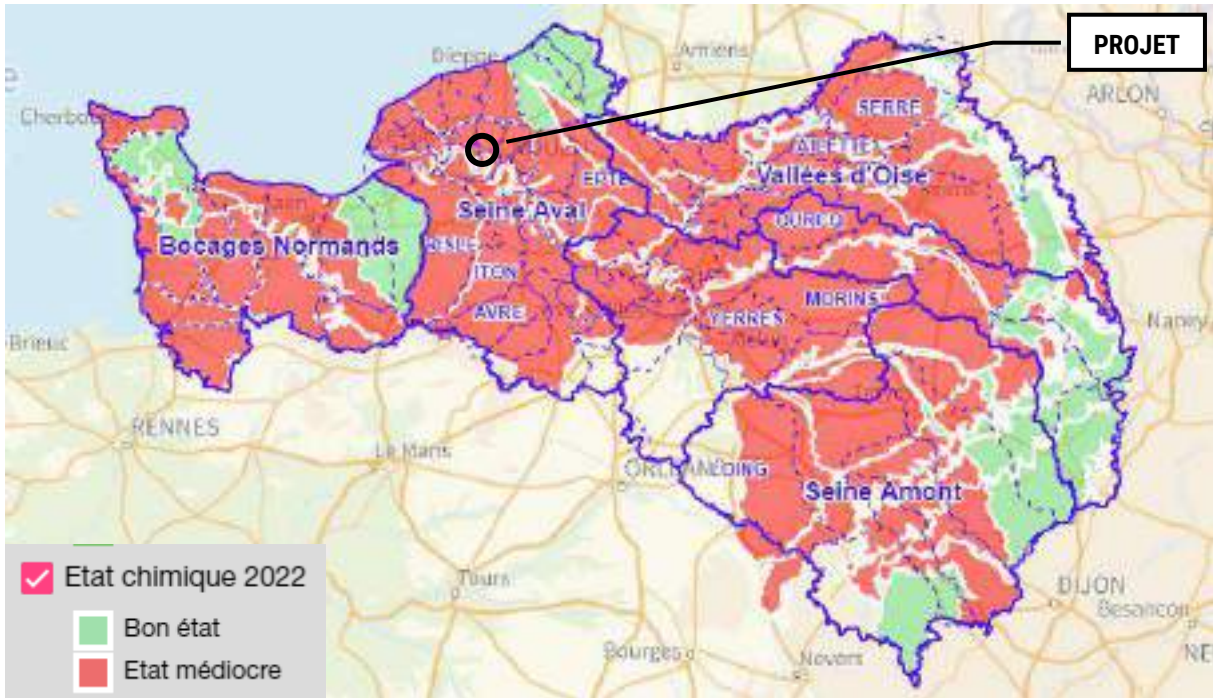 PROJET
Dieppe
Amiens
ARLON
Cherbo
SERRE
AILETTE
Vallées d'Oise
EPTE
Seine Aval
OURCQ
Bocages Normands
RISLE
ITON
MORINS
AVRE
YERRES
Nancy
Brieuc
RENNES
Le Mans
LOING
Seine Amont
Etat chimique 2022
Tours
DIJON
Besançon
Bon état
Bourges
Nevers
Etat médiocre